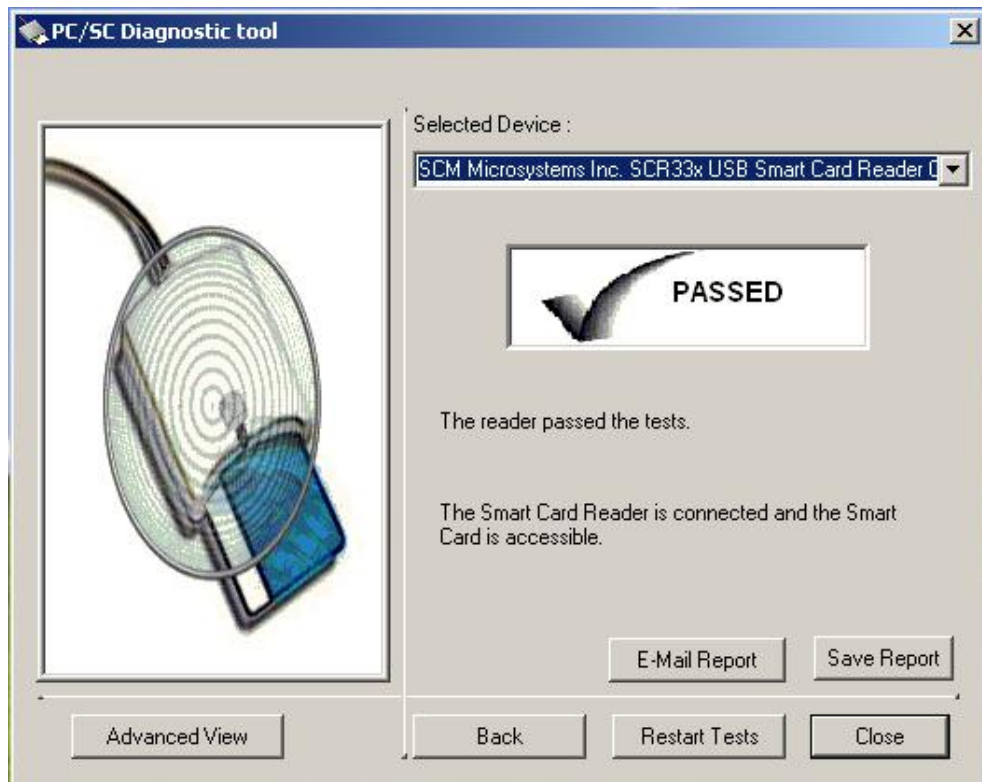 PC/SC Diagnostic tool
Selected Device :
SCM Microsystems Inc. SCR33x USB Smart Card Reader
PASSED
The reader passed the tests.
The Smart Card Reader is connected and the Smart
Card is accessible.
E-Mail Report
Save Report
Advanced View
Back
Restart Tests
Close